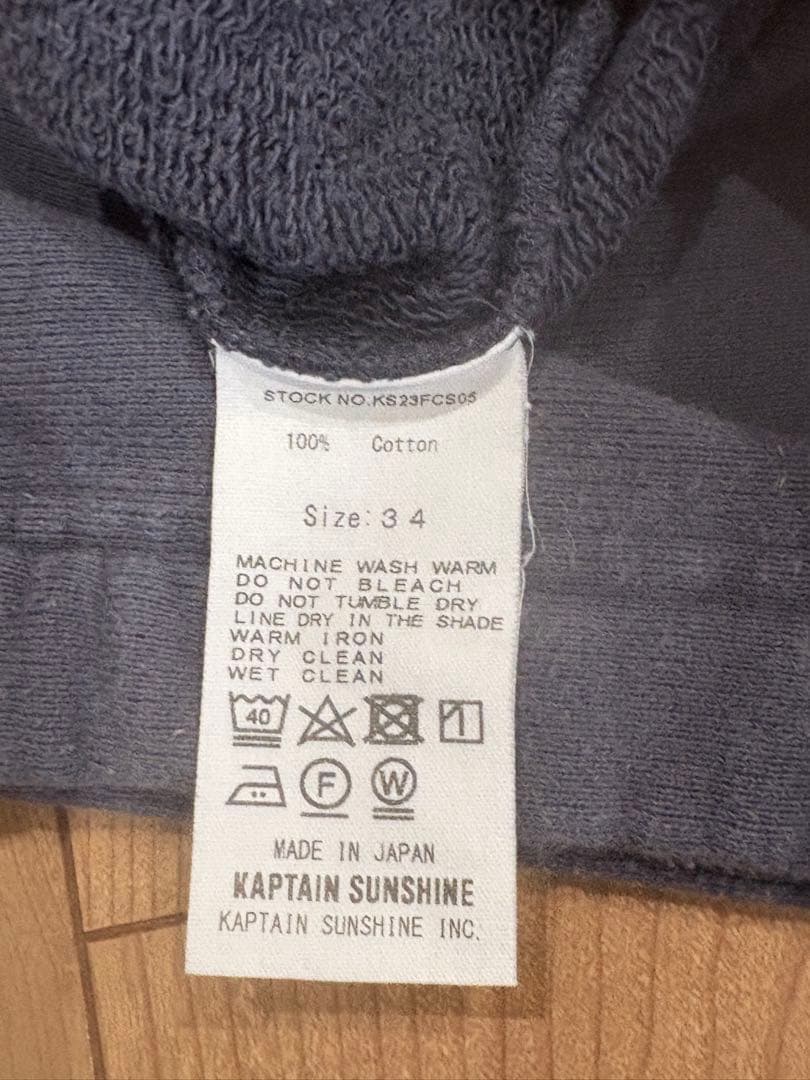 STOCK NO.KS23FCS05
100% Cotton
Size: 34
MACHINE WASH WARM
DO NOT BLEACH
DO NOT TUMBLE DRY
LINE DRY IN THE SHADE
WARM IRON
DRY CLEAN
WET CLEAN
40
F W
MADE IN JAPAN
KAPTAIN SUNSHINE
KAPTAIN SUNSHINE INC.